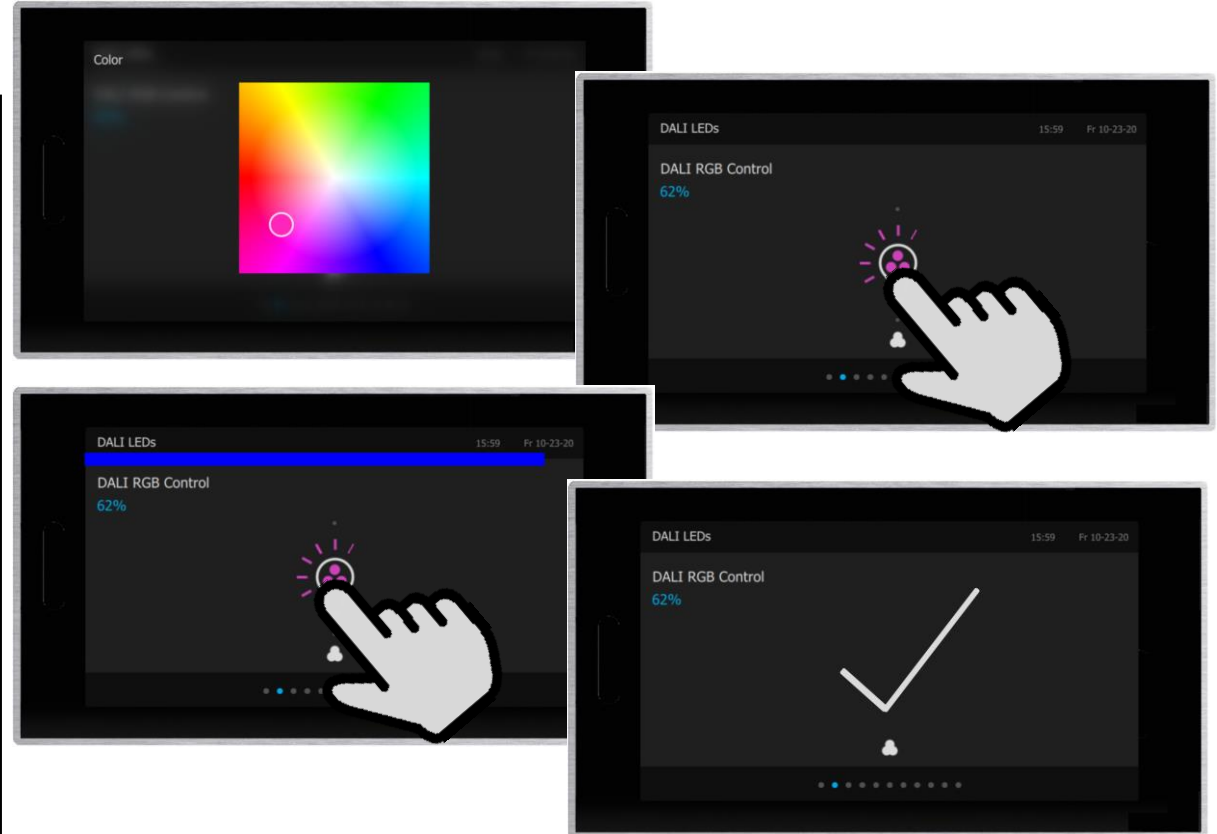 Color
DALI LEDs 15:59 Fr 10-23-20
DALI RGB Control
62%
DALI LEDs 15:59 Fr 10-23-20
DALI RGB Control
62%
DALI LEDs 15:59 Fr 10-23-20
DALI RGB Control
62%